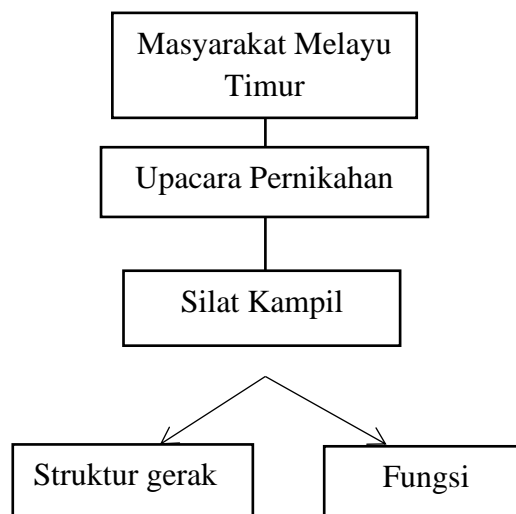 Masyarakat Melayu
Timur
Upacara Pernikahan
Silat Kampil
Struktur gerak
Fungsi